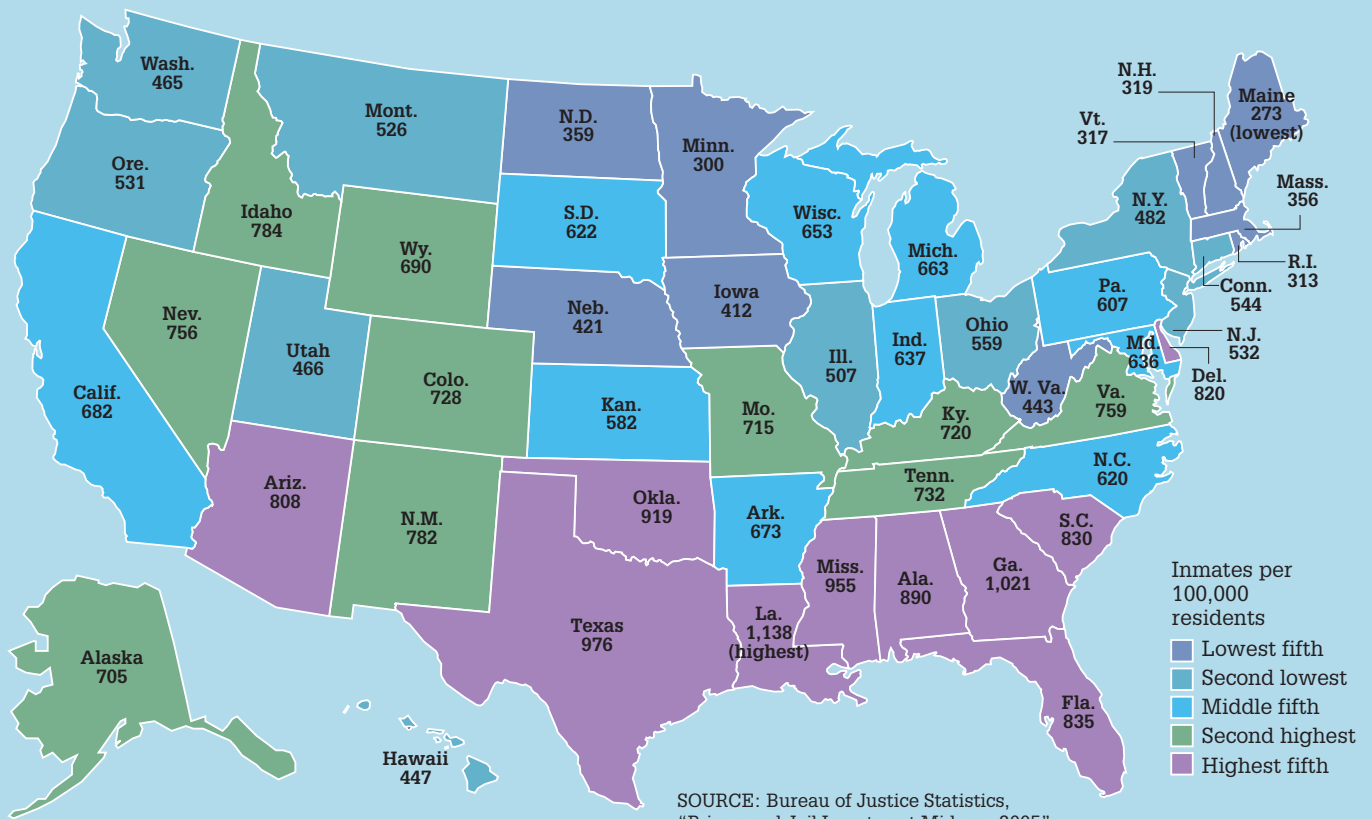 Wash.
465
Mont.
526
N.D.
359
Minn.
300
N.H.
319
Maine
273
(lowest)
Vt.
317
Ore.
531
Idaho
784
Wy.
690
S.D.
622
Wisc.
653
Mich.
663
N.Y.
482
Mass.
356
R.I.
313
Conn.
544
Nev.
756
Utah
466
Colo.
728
Neb.
421
Iowa
412
Ill.
507
Ind.
637
Ohio
559
Pa.
607
N.J.
532
Md.
636
Del.
820
Calif.
682
Kan.
582
Mo.
715
Ky.
720
W. Va.
443
Va.
759
Ariz.
808
N.M.
782
Okla.
919
Ark.
673
Tenn.
732
N.C.
620
S.C.
830
Texas
976
La.
1,138
(highest)
Miss.
955
Ala.
890
Ga.
1,021
Fla.
835
Alaska
705
Hawaii
447
Inmates per
100,000
residents
Lowest fifth
Second lowest
Middle fifth
Second highest
Highest fifth
SOURCE: Bureau of Justice Statistics,